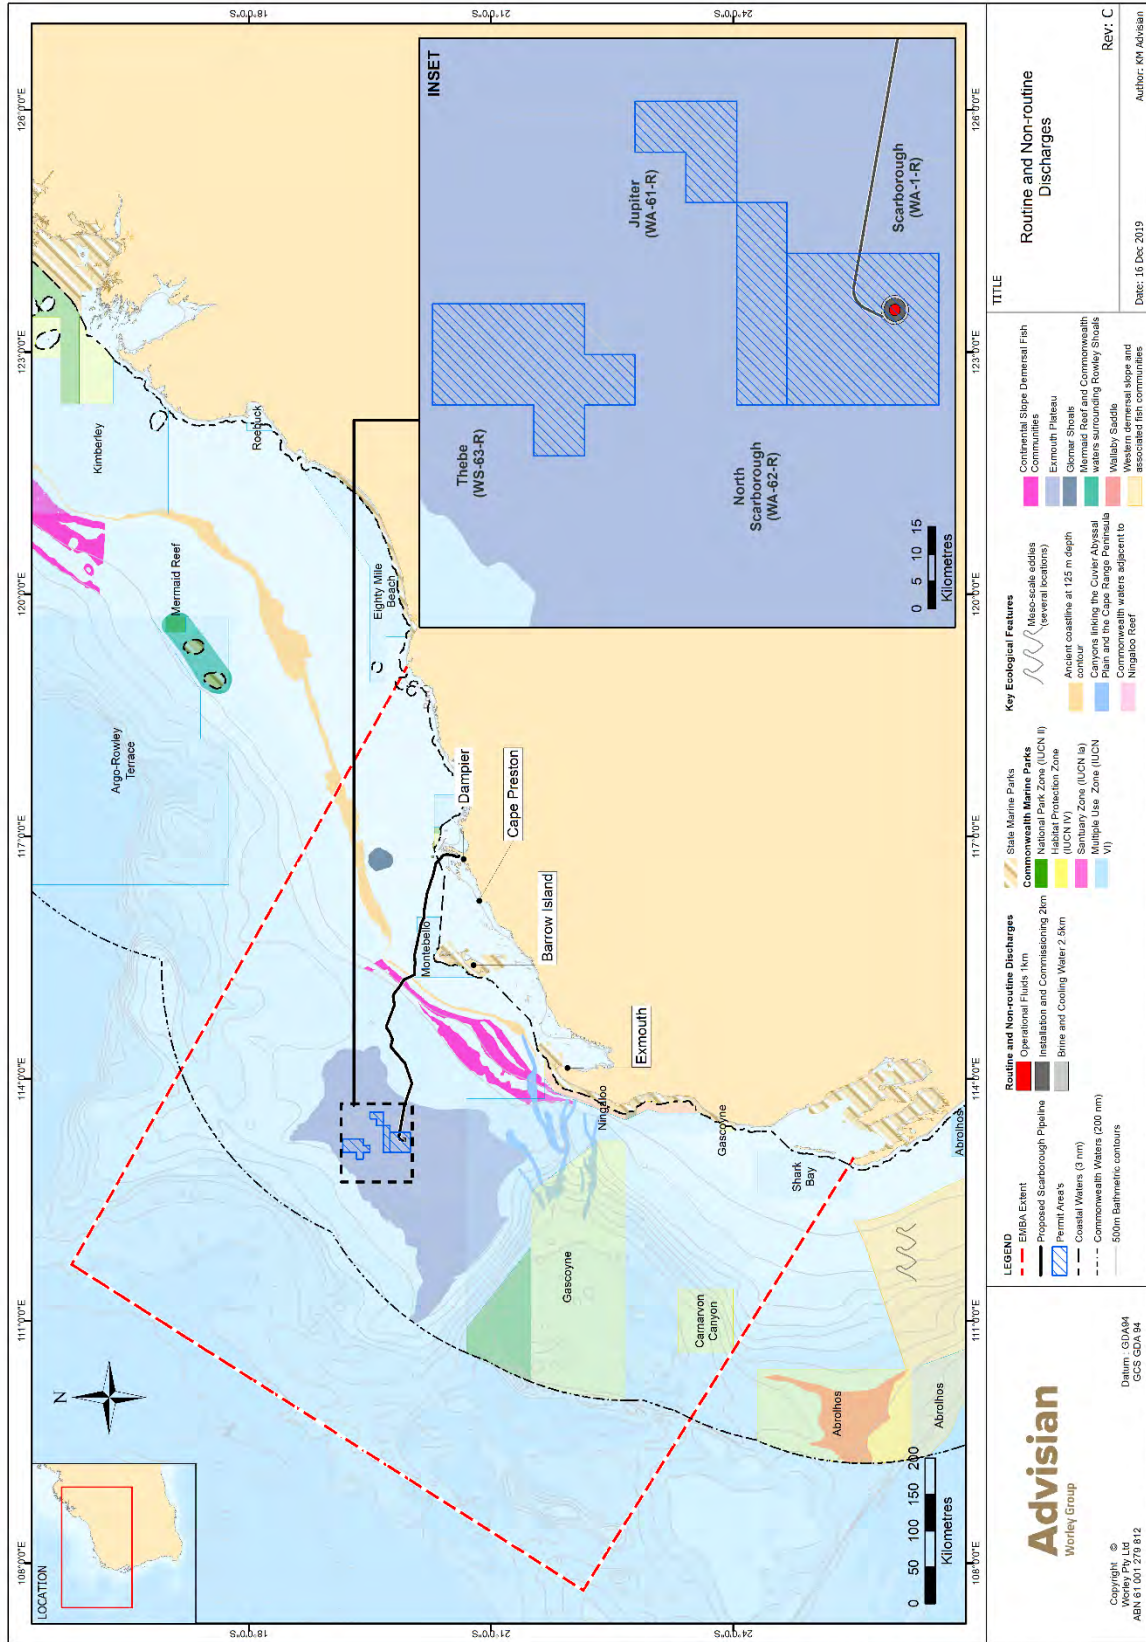 LOCATION
N
108°0'0"E
111°0'0"E
114°0'0"E
117°0'0"E
120°0'0"E
123°0'0"E
126°0'0"E
18°0'0"S
21°0'0"S
24°0'0"S
18°0'0"S
21°0'0"S
24°0'0"S
Argo-Rowley
Terrace
Mermaid Reef
Kimberley
Roebuck
Eighty Mile
Beach
Dampier
Cape Preston
Montebello
Barrow Island
Exmouth
Ningaloo
Gascoyne
Gascoyne
Carnarvon
Canyon
Shark
Bay
Abrolhos
Abrolhos
Abrolhos
0 50 100 150 200
Kilometres
INSET
Thebe
(WS-63-R)
Jupiter
(WA-61-R)
North
Scarborough
(WA-62-R)
Scarborough
(WA-1-R)
0 5 10 15
Kilometres
Advisian
Worley Group
Copyright ©
Worley Pty Ltd
ABN 61 001 279 812
Datum : GDA94
GCS GDA 94
LEGEND
EMBA Extent
Proposed Scarborough Pipeline
Permit Area's
Coastal Waters (3 nm)
Commonwealth Waters (200 nm)
500m Bathmetric contours
Routine and Non-routine Discharges
Operational Fluids 1km
Installation and Commissioning 2km
Brine and Cooling Water 2.5km
State Marine Parks
Commonwealth Marine Parks
National Park Zone (IUCN II)
Habitat Protection Zone
(IUCN IV)
Santuary Zone (IUCN Ia)
Multiple Use Zone (IUCN
VI)
Key Ecological Features
Meso-scale eddies
(several locations)
Ancient coastline at 125 m depth
contour
Canyons linking the Cuvier Abyssal
Plain and the Cape Range Peninsula
Commonwealth waters adjacent to
Ningaloo Reef
Continental Slope Demersal Fish
Communities
Exmouth Plateau
Glomar Shoals
Mermaid Reef and Commonwealth
waters surrounding Rowley Shoals
Wallaby Saddle
Western demersal slope and
associated fish communities
TITLE
Routine and Non-routine
Discharges
Rev: C
Date: 16 Dec 2019
Author: KM Advisian